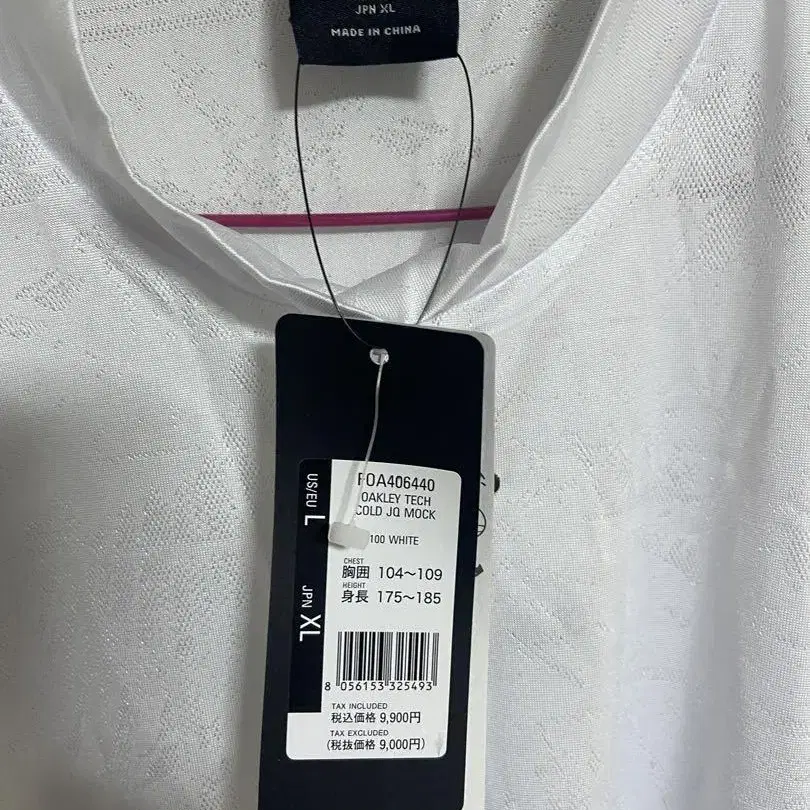 JPN XL
MADE IN CHINA
FOA406440
OAKLEY TECH
COLD JQ MOCK
100 WHITE
US/EU L
JPN XL
CHEST
胸囲 104～109
HEIGHT
身長 175～185
8 056153 325493
TAX INCLUDED
税込価格 9,900円
TAX EXCLUDED
(税抜価格 9,000円)